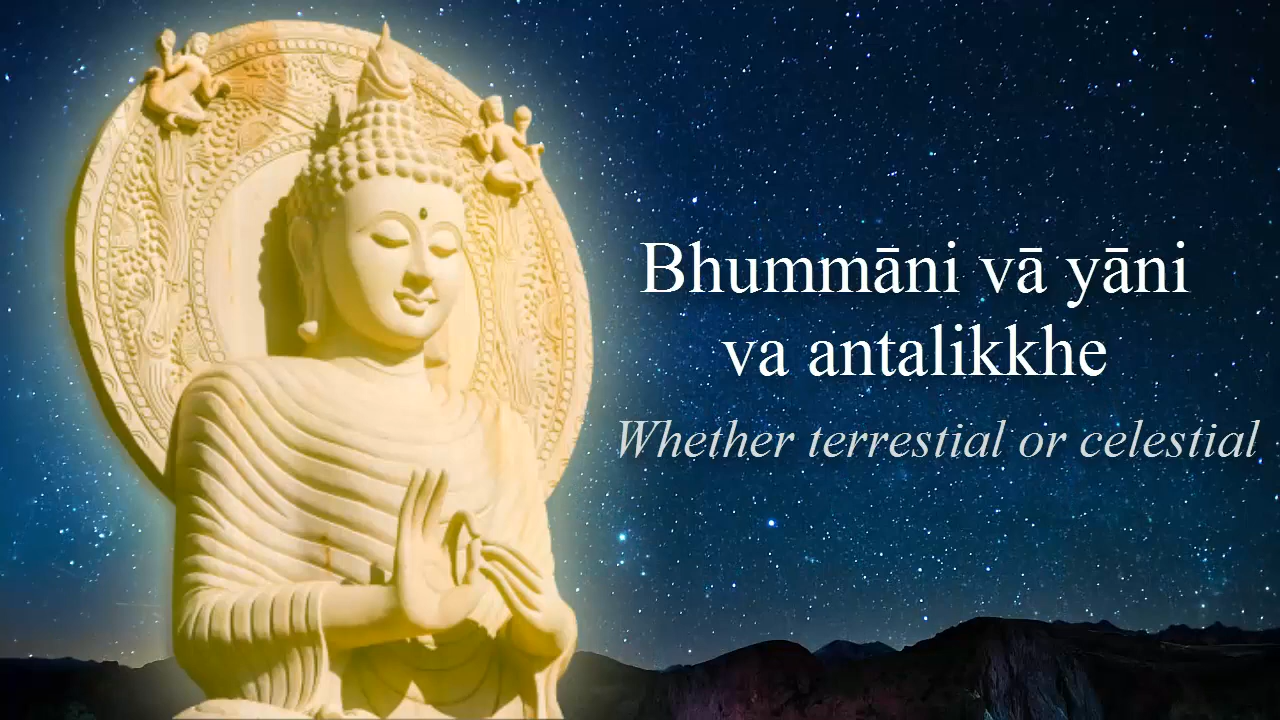 Bhummāni vā yāni
va antalikkhe
Whether terrestial or celestial